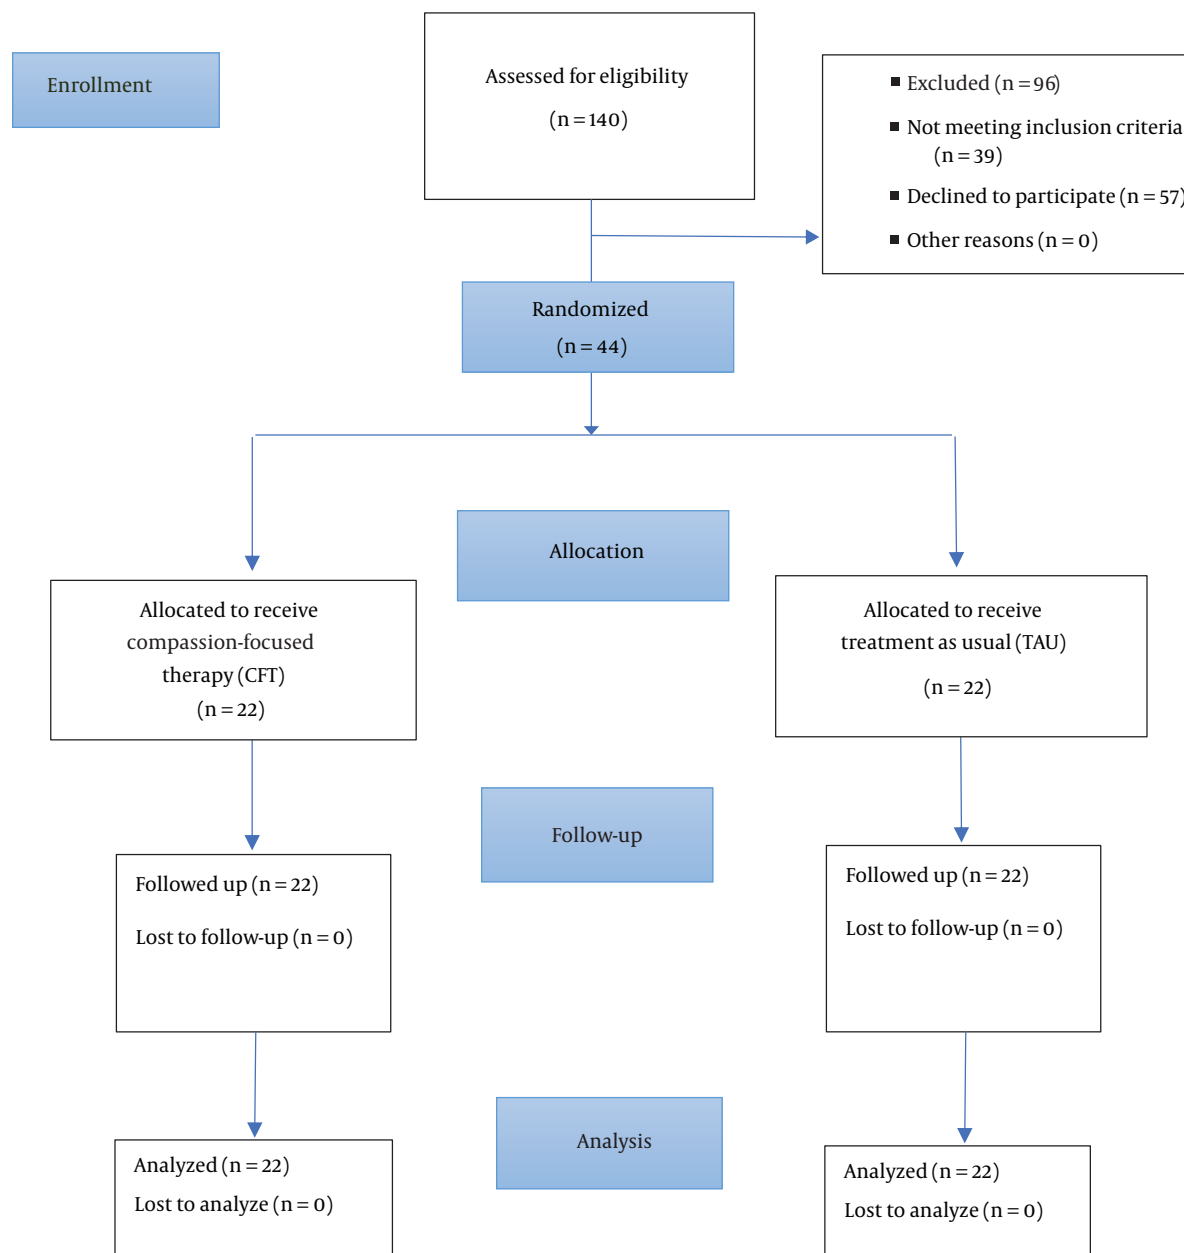 Enrollment
Assessed for eligibility
(n = 140)
▪ Excluded (n = 96)
▪ Not meeting inclusion criteria
(n = 39)
▪ Declined to participate (n = 57)
▪ Other reasons (n = 0)
Randomized
(n = 44)
Allocation
Allocated to receive
compassion-focused
therapy (CFT)
(n = 22)
Allocated to receive
treatment as usual (TAU)
(n = 22)
Follow-up
Followed up (n = 22)
Lost to follow-up (n = 0)
Followed up (n = 22)
Lost to follow-up (n = 0)
Analysis
Analyzed (n = 22)
Lost to analyze (n = 0)
Analyzed (n = 22)
Lost to analyze (n = 0)